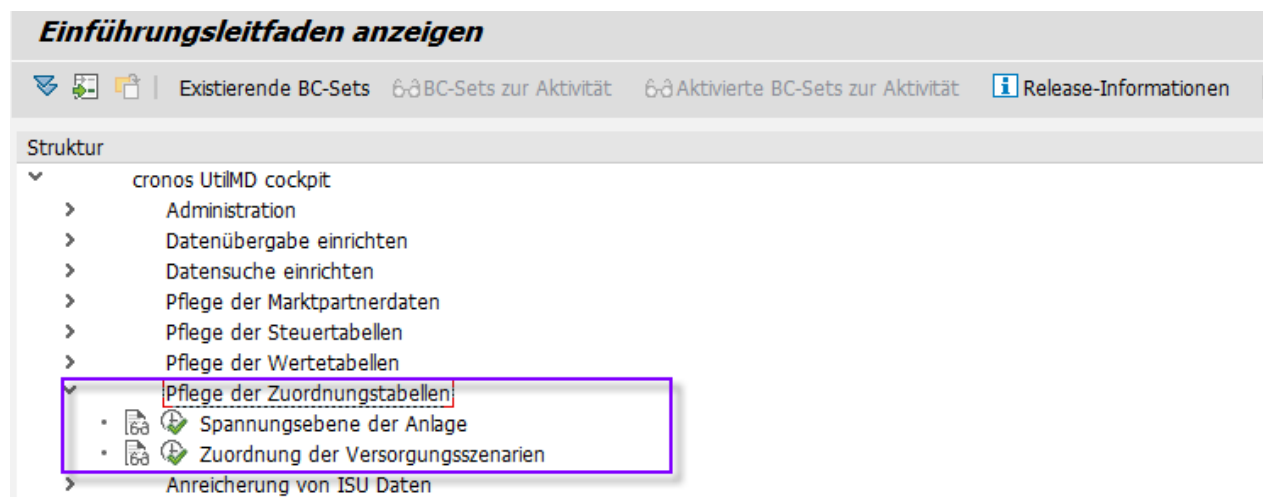 Einführungsleitfaden anzeigen
Existierende BC-Sets BC-Sets zur Aktivität Aktivierte BC-Sets zur Aktivität Release-Informationen
Struktur
cronos UtilMD cockpit
Administration
Datenübergabe einrichten
Datensuche einrichten
Pflege der Marktpartnerdaten
Pflege der Steuertabellen
Pflege der Wertetabellen
Pflege der Zuordnungstabellen
Spannungsebene der Anlage
Zuordnung der Versorgungsszenarien
Anreicherung von ISU Daten